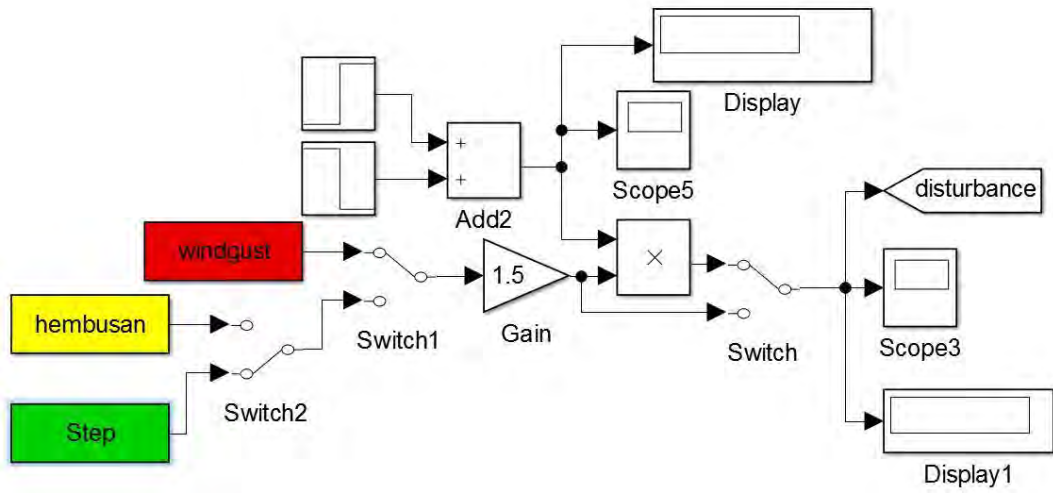 Display
+
+
Scope5
disturbance
Add2
windgust
×
1.5
hembusan
Switch1
Gain
Switch
Scope3
Switch2
Step
Display1